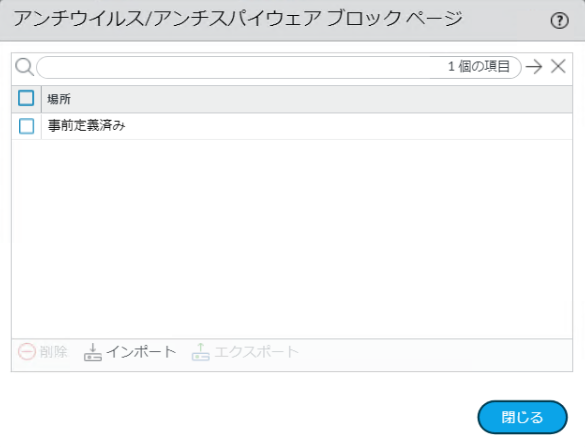 アンチウイルス/アンチスパイウェア ブロック ページ
1 個の項目
場所
事前定義済み
削除 インポート エクスポート
閉じる